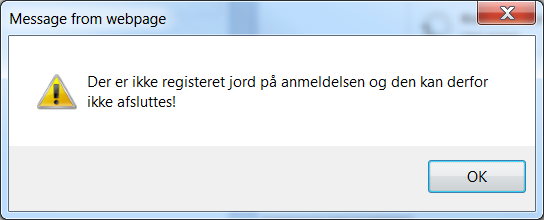 Message from webpage
Der er ikke registeret jord på anmeldelsen og den kan derfor
ikke afsluttes!
OK